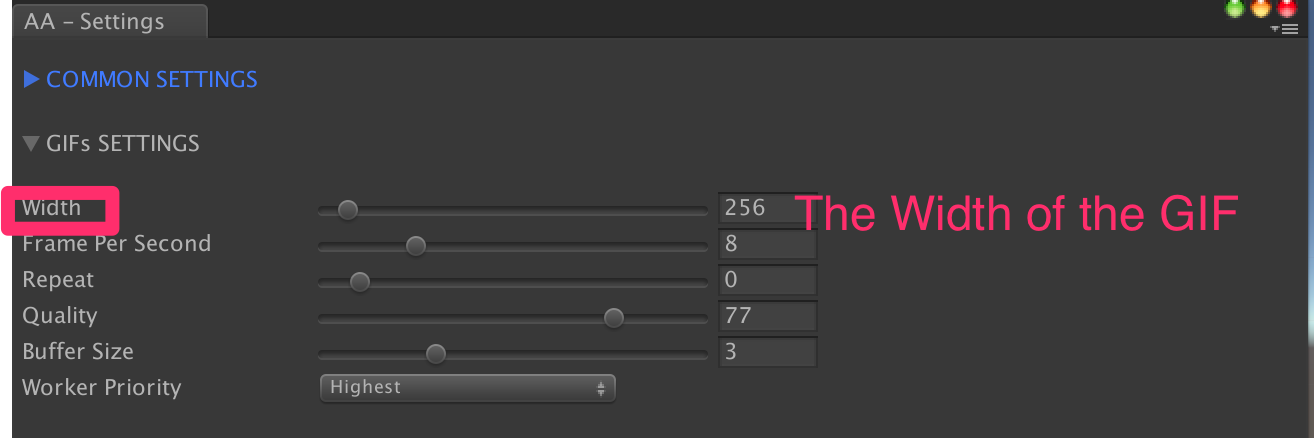 AA – Settings
COMMON SETTINGS
GIFs SETTINGS
Width 256 The Width of the GIF
Frame Per Second 8
Repeat 0
Quality 77
Buffer Size 3
Worker Priority Highest